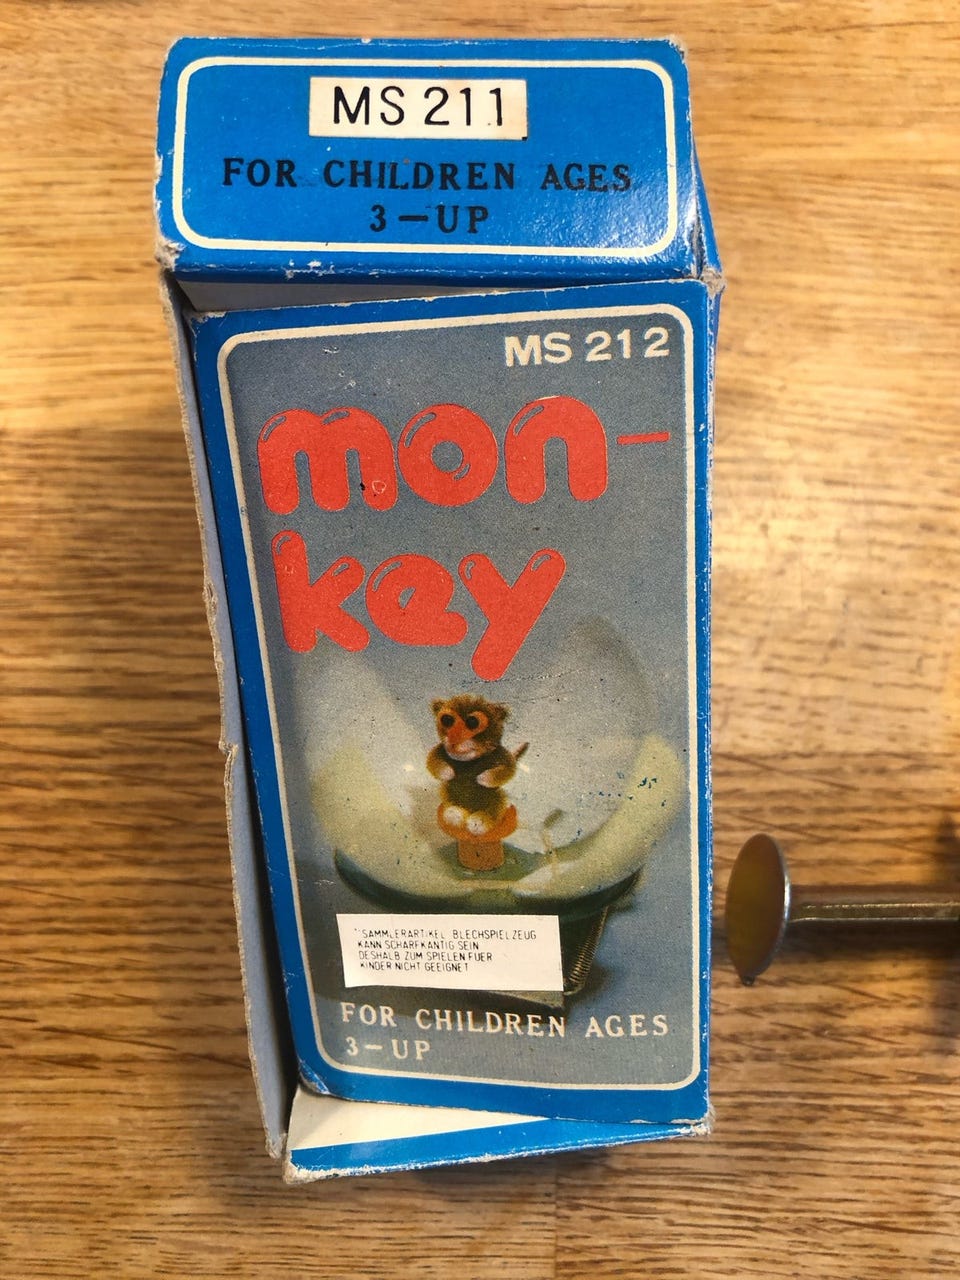 MS 211
FOR CHILDREN AGES
3-UP
MS 212
mon-
key
SAMMLERARTIKEL BLECHSPIELZEUG
KANN SCHARFKANTIG SEIN
DESHALB ZUM SPIELEN FUER
KINDER NICHT GEEIGNET
FOR CHILDREN AGES
3-UP